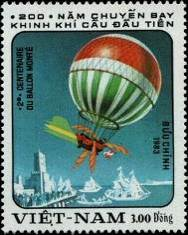 • 200 NĂM CHUYẾN BAY
KHINH KHÍ CẦU ĐẦU TIÊN
• 2e CENTENAIRE
DU BALLON MONTÉ
BƯU CHÍNH
1983
VIỆT-NAM 3.00 Đồng